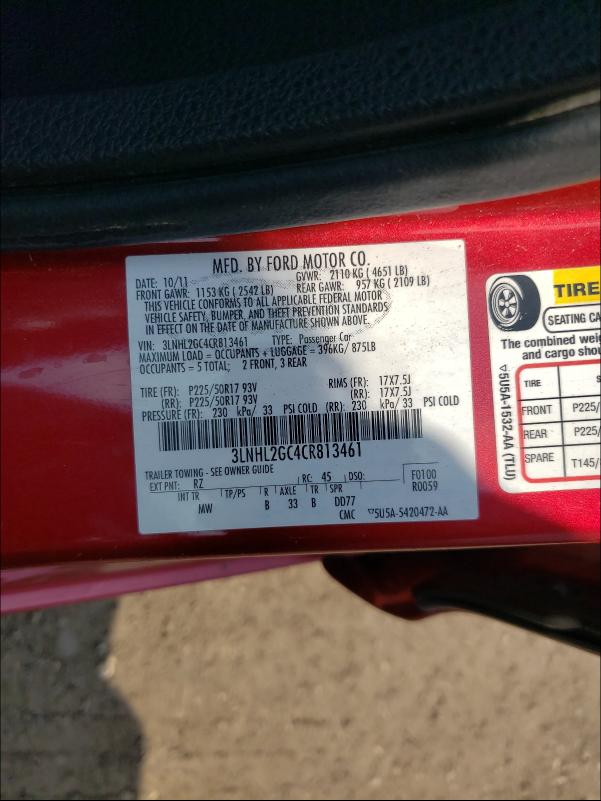 MFD. BY FORD MOTOR CO.
DATE: 10/11 GVWR: 2110 KG ( 4651 LB)
FRONT GAWR: 1153 KG ( 2542 LB) REAR GAWR: 957 KG ( 2109 LB)
THIS VEHICLE CONFORMS TO ALL APPLICABLE FEDERAL MOTOR
VEHICLE SAFETY, BUMPER, AND THEFT PREVENTION STANDARDS
IN EFFECT ON THE DATE OF MANUFACTURE SHOWN ABOVE.
VIN: 3LNHL2GC4CR813461 TYPE: Passenger Car
MAXIMUM LOAD = OCCUPANTS + LUGGAGE = 396KG/ 875LB
OCCUPANTS = 5 TOTAL; 2 FRONT, 3 REAR
TIRE (FR): P225/50R17 93V RIMS (FR): 17X7.5J
(RR): P225/50R17 93V (RR): 17X7.5J
PRESSURE (FR): 230 kPa/ 33 PSI COLD (RR): 230 kPa/ 33 PSI COLD
3LNHL2GC4CR813461
TRAILER TOWING - SEE OWNER GUIDE
EXT PNT: RZ RC: 45 DSO: F0100
INT TR TP/PS R AXLE TR SPR R0059
MW B 33 B DD77
CMC 5U5A-5420472-AA
TIRE
SEATING CA
The combined weig
and cargo shou
TIRE S
FRONT P225/
REAR P225/
SPARE T145/
5U5A-1532-AA (TLU)